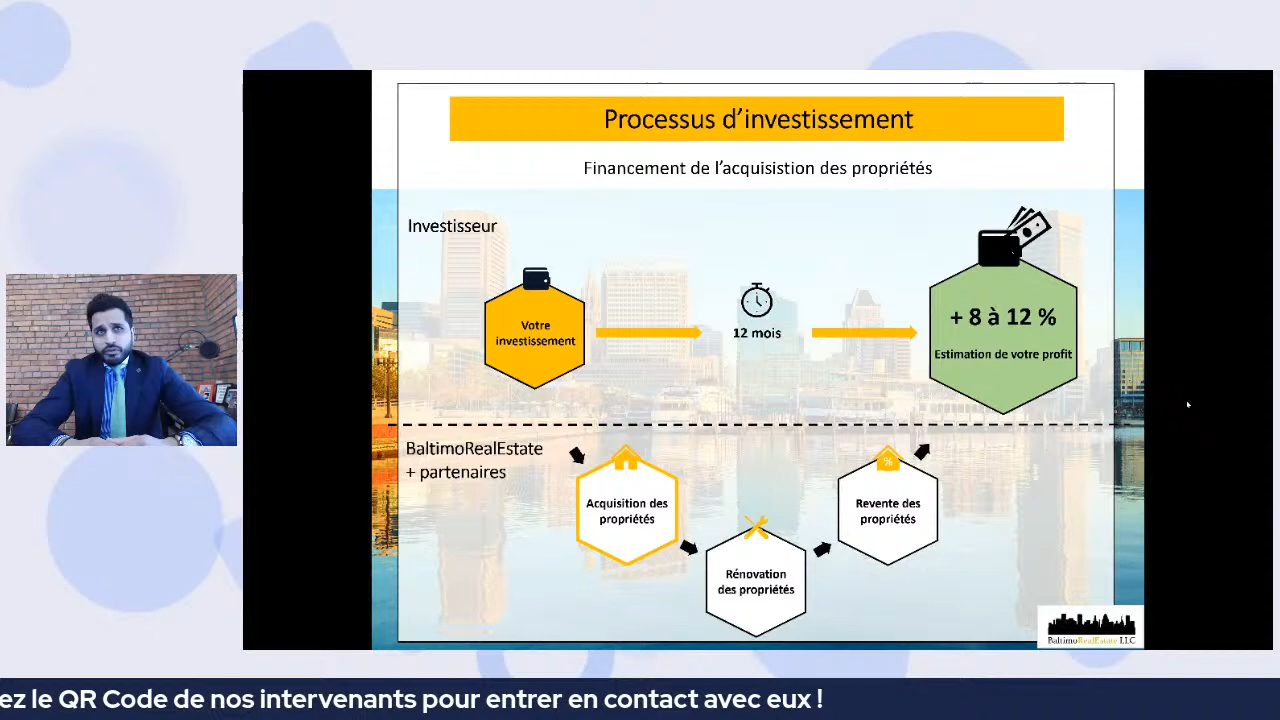 Processus d’investissement
Financement de l’acquisistion des propriétés
Investisseur
Votre
investissement
12 mois
+ 8 à 12 %
Estimation de votre profit
BaltimoRealEstate
+ partenaires
Acquisition des
propriétés
Rénovation
des propriétés
%
Revente des
propriétés
BaltimoRealEstate LLC
ez le QR Code de nos intervenants pour entrer en contact avec eux !